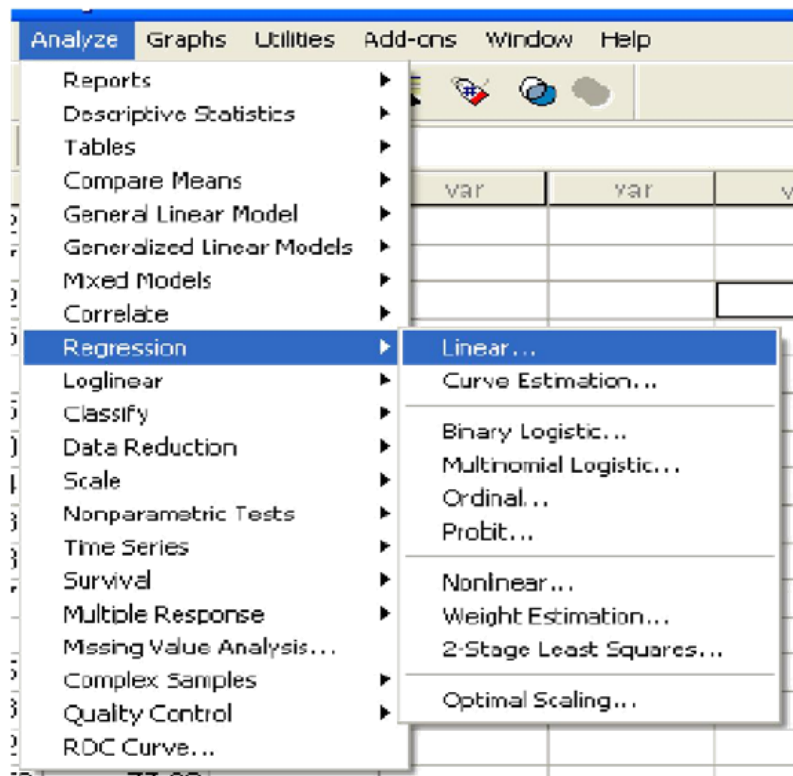 Analyze Graphs Utilities Add-ons Window Help
Reports
Descriptive Statistics
Tables
Compare Means
var var
General Linear Model
Generalized Linear Models
Mixed Models
Correlate
Regression
Linear...
Loglinear
Curve Estimation...
Classify
Binary Logistic...
Data Reduction
Multinomial Logistic...
Scale
Ordinal...
Nonparametric Tests
Probit...
Time Series
Survival
Nonlinear...
Multiple Response
Weight Estimation...
Missing Value Analysis...
2-Stage Least Squares...
Complex Samples
Quality Control
Optimal Scaling...
ROC Curve...